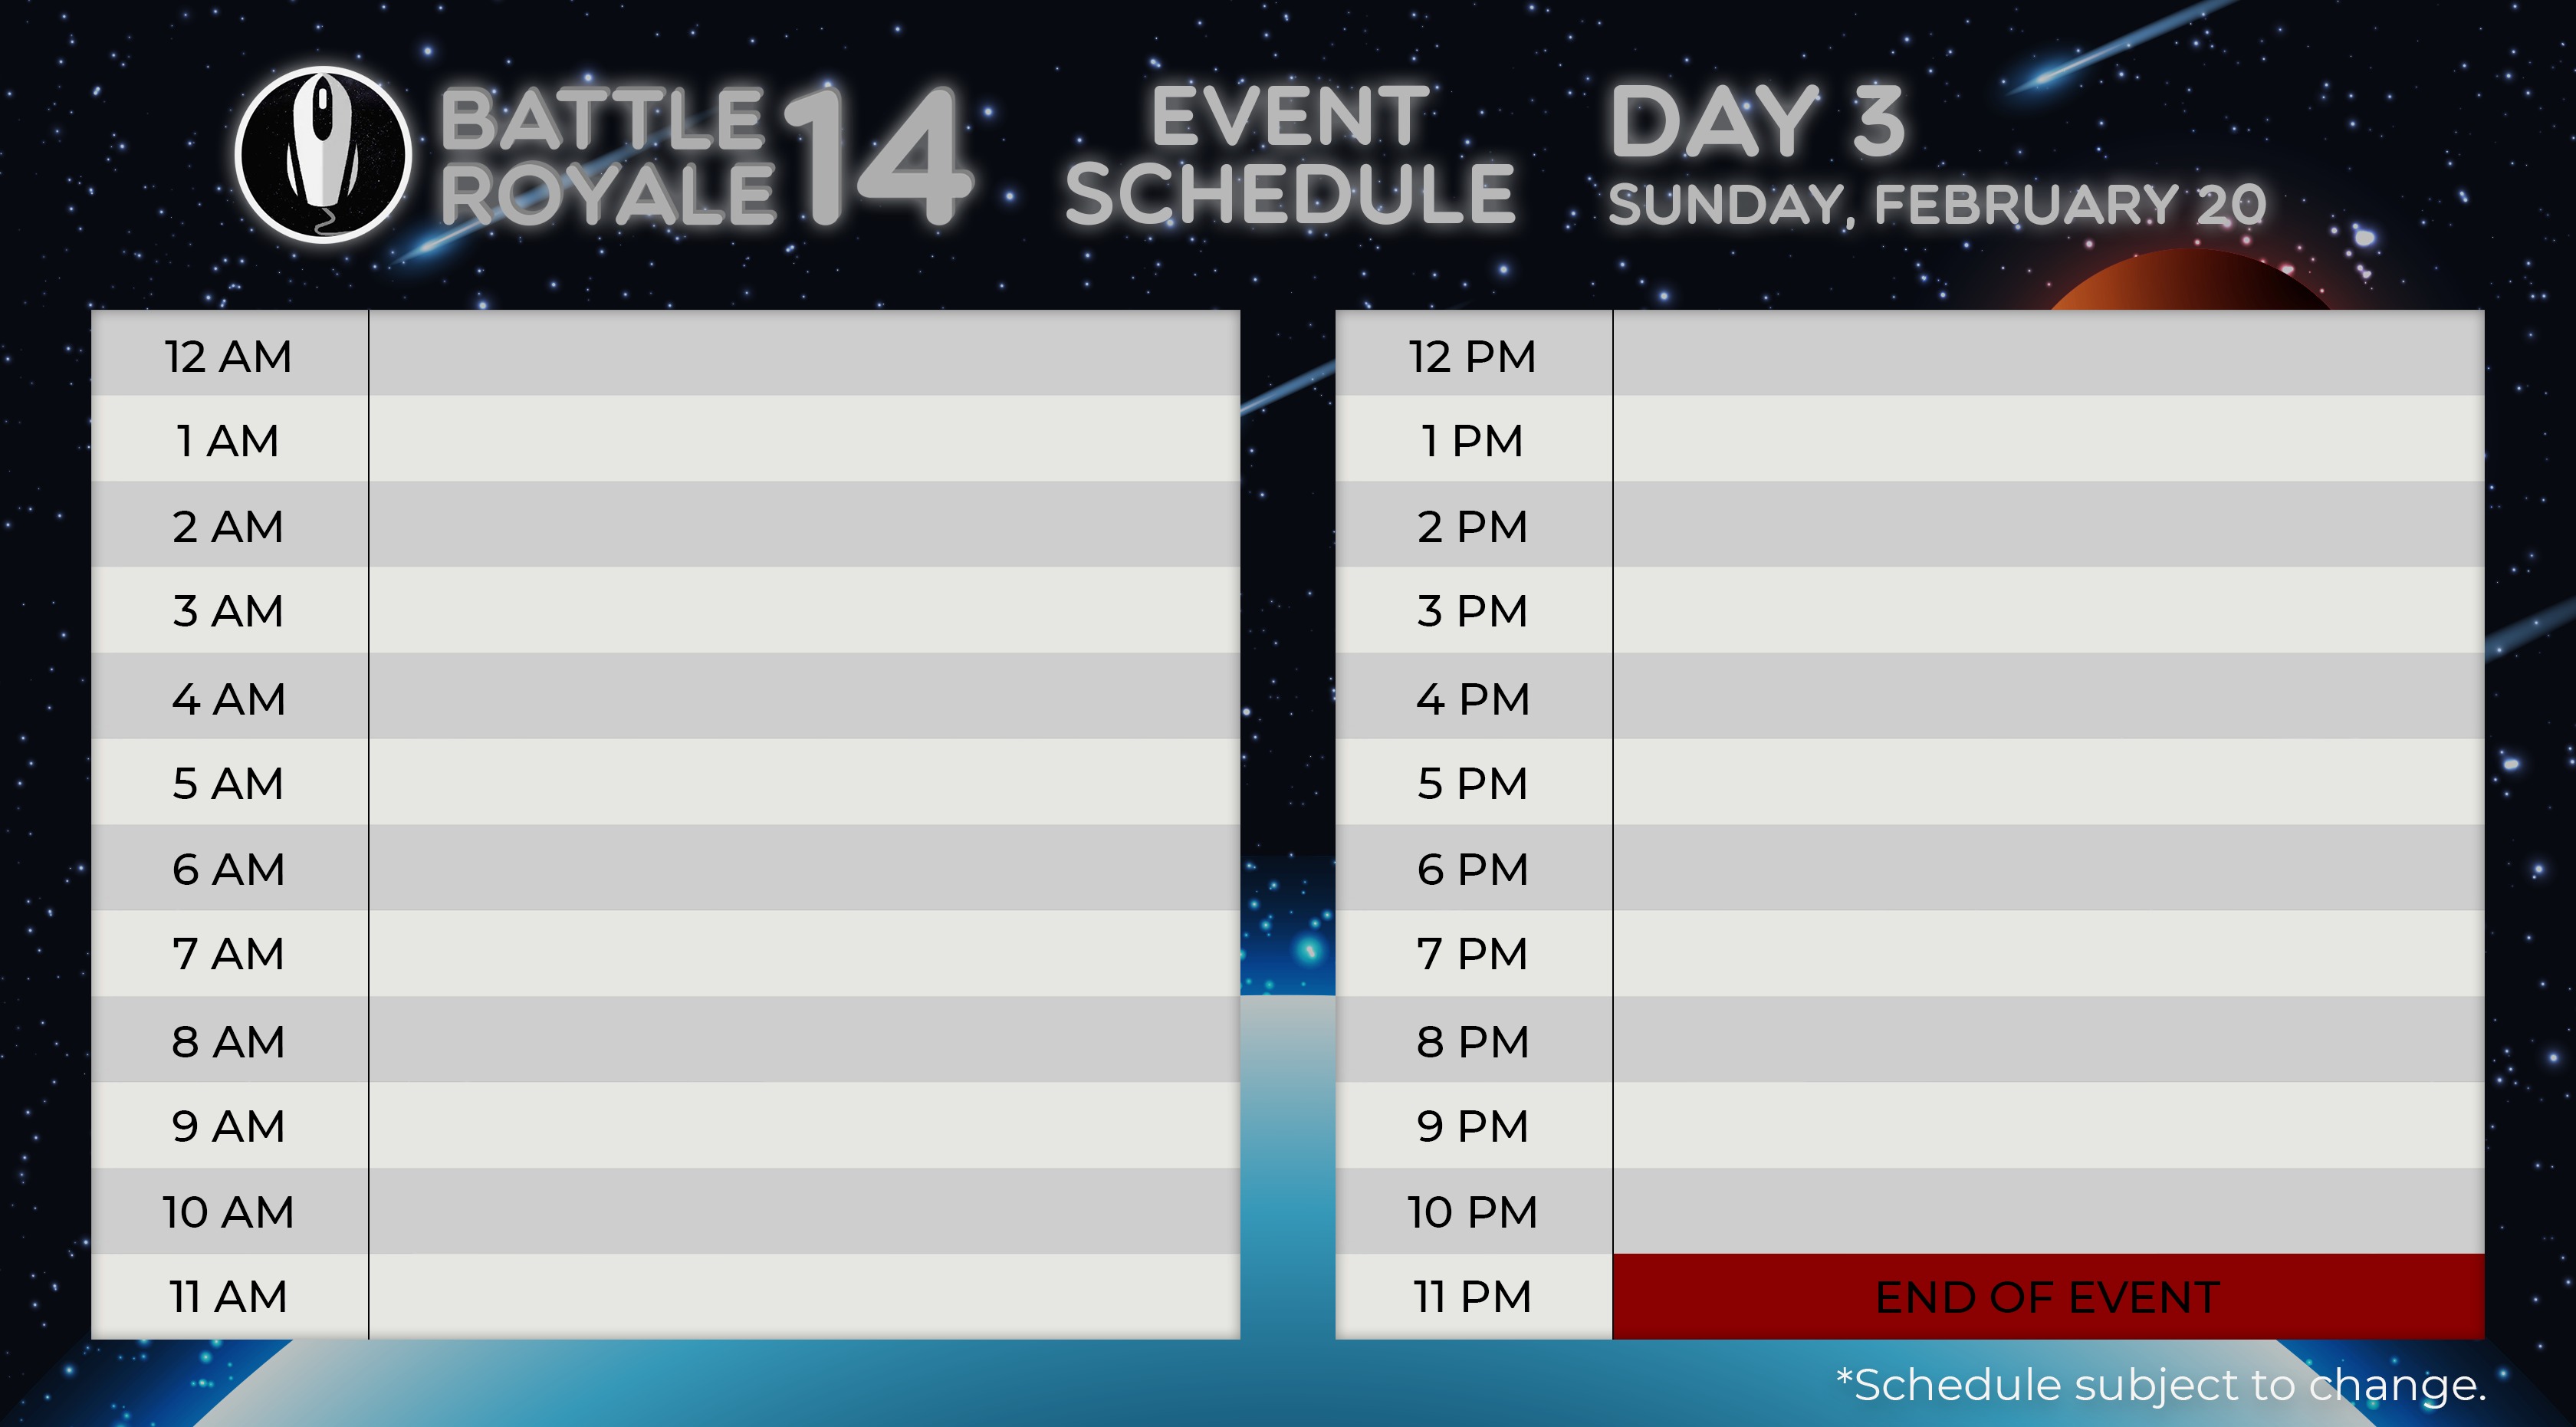 BATTLE
ROYALE 14
EVENT
SCHEDULE
DAY 3
SUNDAY, FEBRUARY 20
12 AM
1 AM
2 AM
3 AM
4 AM
5 AM
6 AM
7 AM
8 AM
9 AM
10 AM
11 AM
12 PM
1 PM
2 PM
3 PM
4 PM
5 PM
6 PM
7 PM
8 PM
9 PM
10 PM
11 PM END OF EVENT
*Schedule subject to change.